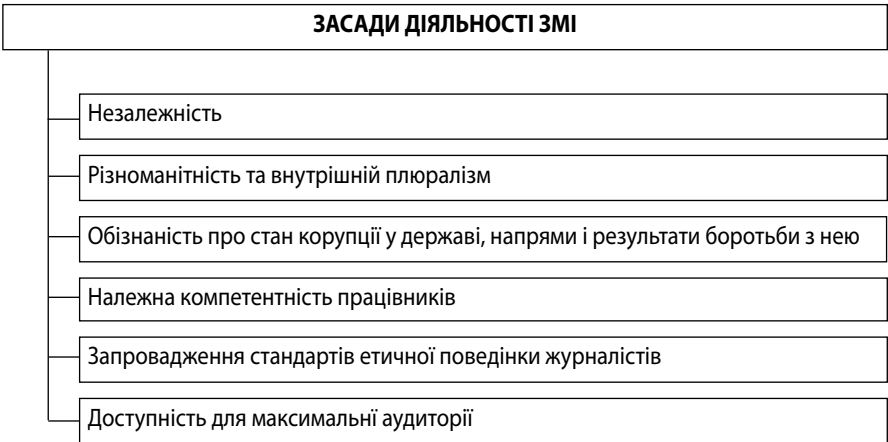 ЗАСАДИ ДІЯЛЬНОСТІ ЗМІ
Незалежність
Різноманітність та внутрішній плюралізм
Обізнаність про стан корупції у державі, напрями і результати боротьби з нею
Належна компетентність працівників
Запровадження стандартів етичної поведінки журналістів
Доступність для максимальнї аудиторії